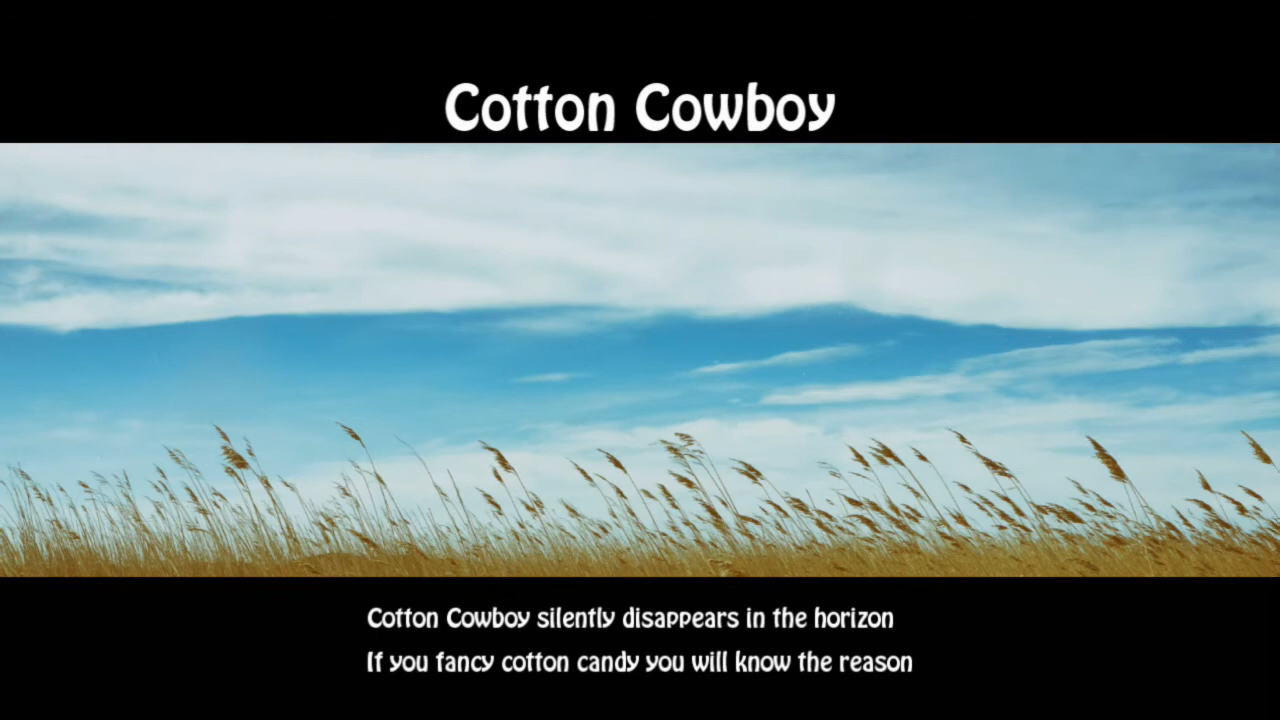 Cotton Cowboy
Cotton Cowboy silently disappears in the horizon
If you fancy cotton candy you will know the reason